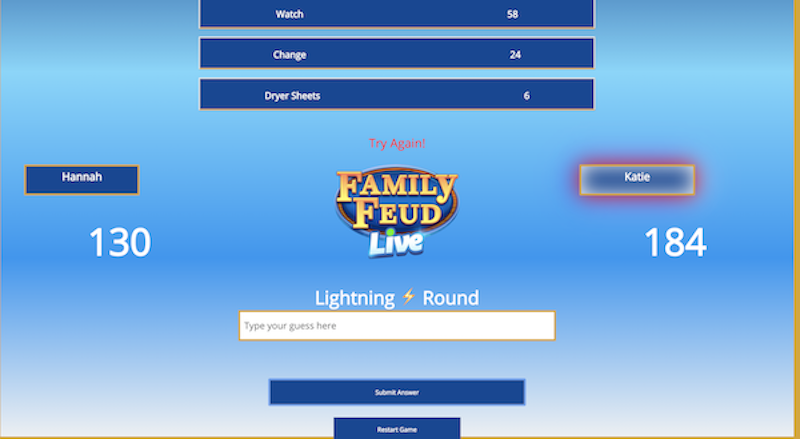 Watch 58
Change 24
Dryer Sheets 6
Try Again!
Hannah
Katie
FAMILY
FEUD
Live
130
184
Lightning ⚡ Round
Type your guess here
Submit Answer
Restart Game